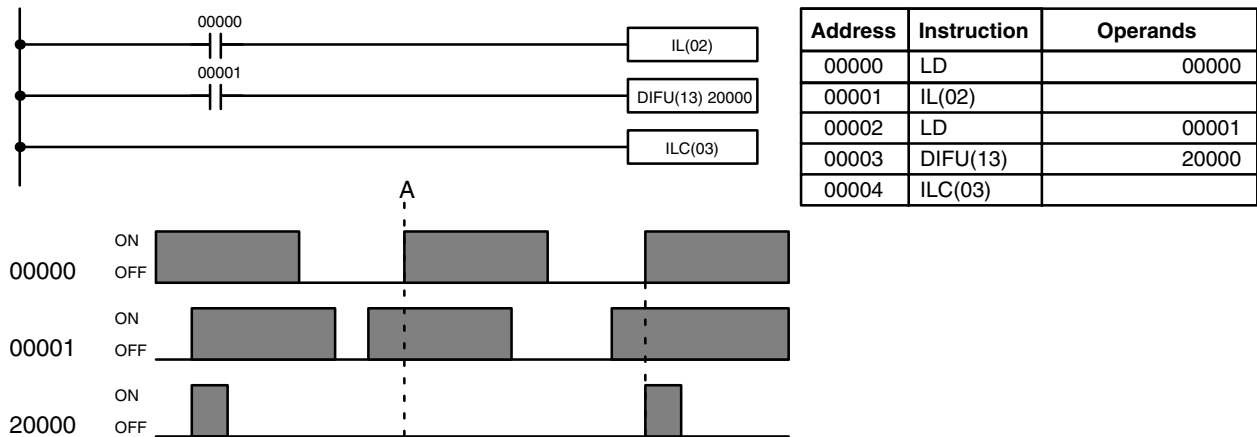 00000
IL(02)
00001
DIFU(13) 20000
ILC(03)
Address Instruction Operands
00000 LD 00000
00001 IL(02)
00002 LD 00001
00003 DIFU(13) 20000
00004 ILC(03)
A
ON
00000 OFF
ON
00001 OFF
ON
20000 OFF